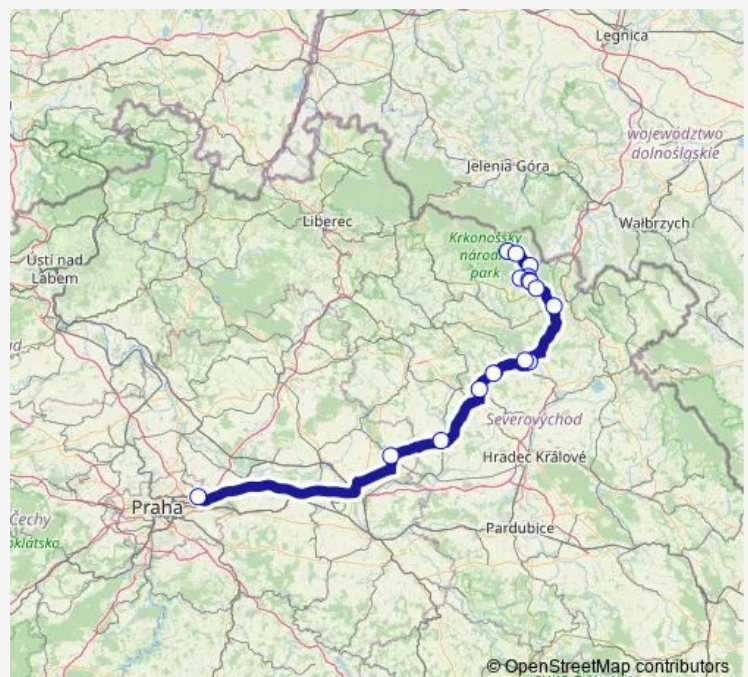 Legnica
województwo
dolnośląskie
Jelenia Góra
Liberec
Wałbrzych
Krkonošský
národní
park
Ústí nad
Labem
Severovýchod
Hradec Králové
Praha
Čechy
Pardubice
© OpenStreetMap contributors